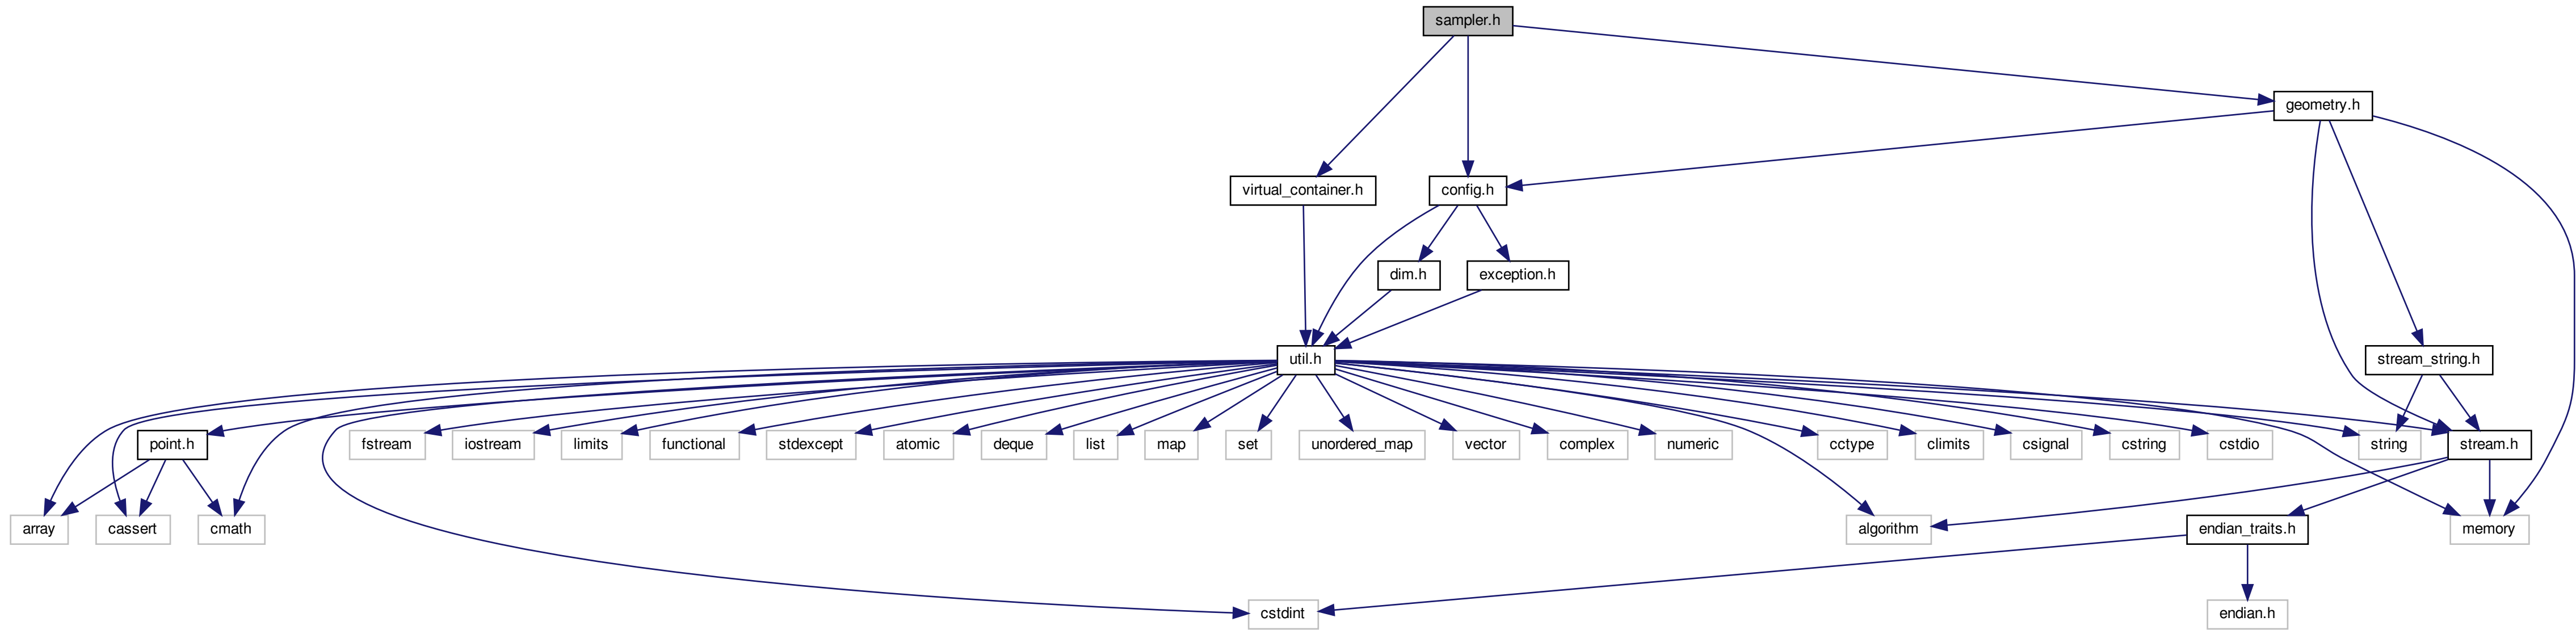 sampler.h
geometry.h
virtual_container.h
config.h
dim.h
exception.h
util.h
stream_string.h
point.h
fstream
iostream
limits
functional
stdexcept
atomic
deque
list
map
set
unordered_map
vector
complex
numeric
cctype
climits
csignal
cstring
cstdio
string
stream.h
array
cassert
cmath
algorithm
endian_traits.h
memory
cstdint
endian.h